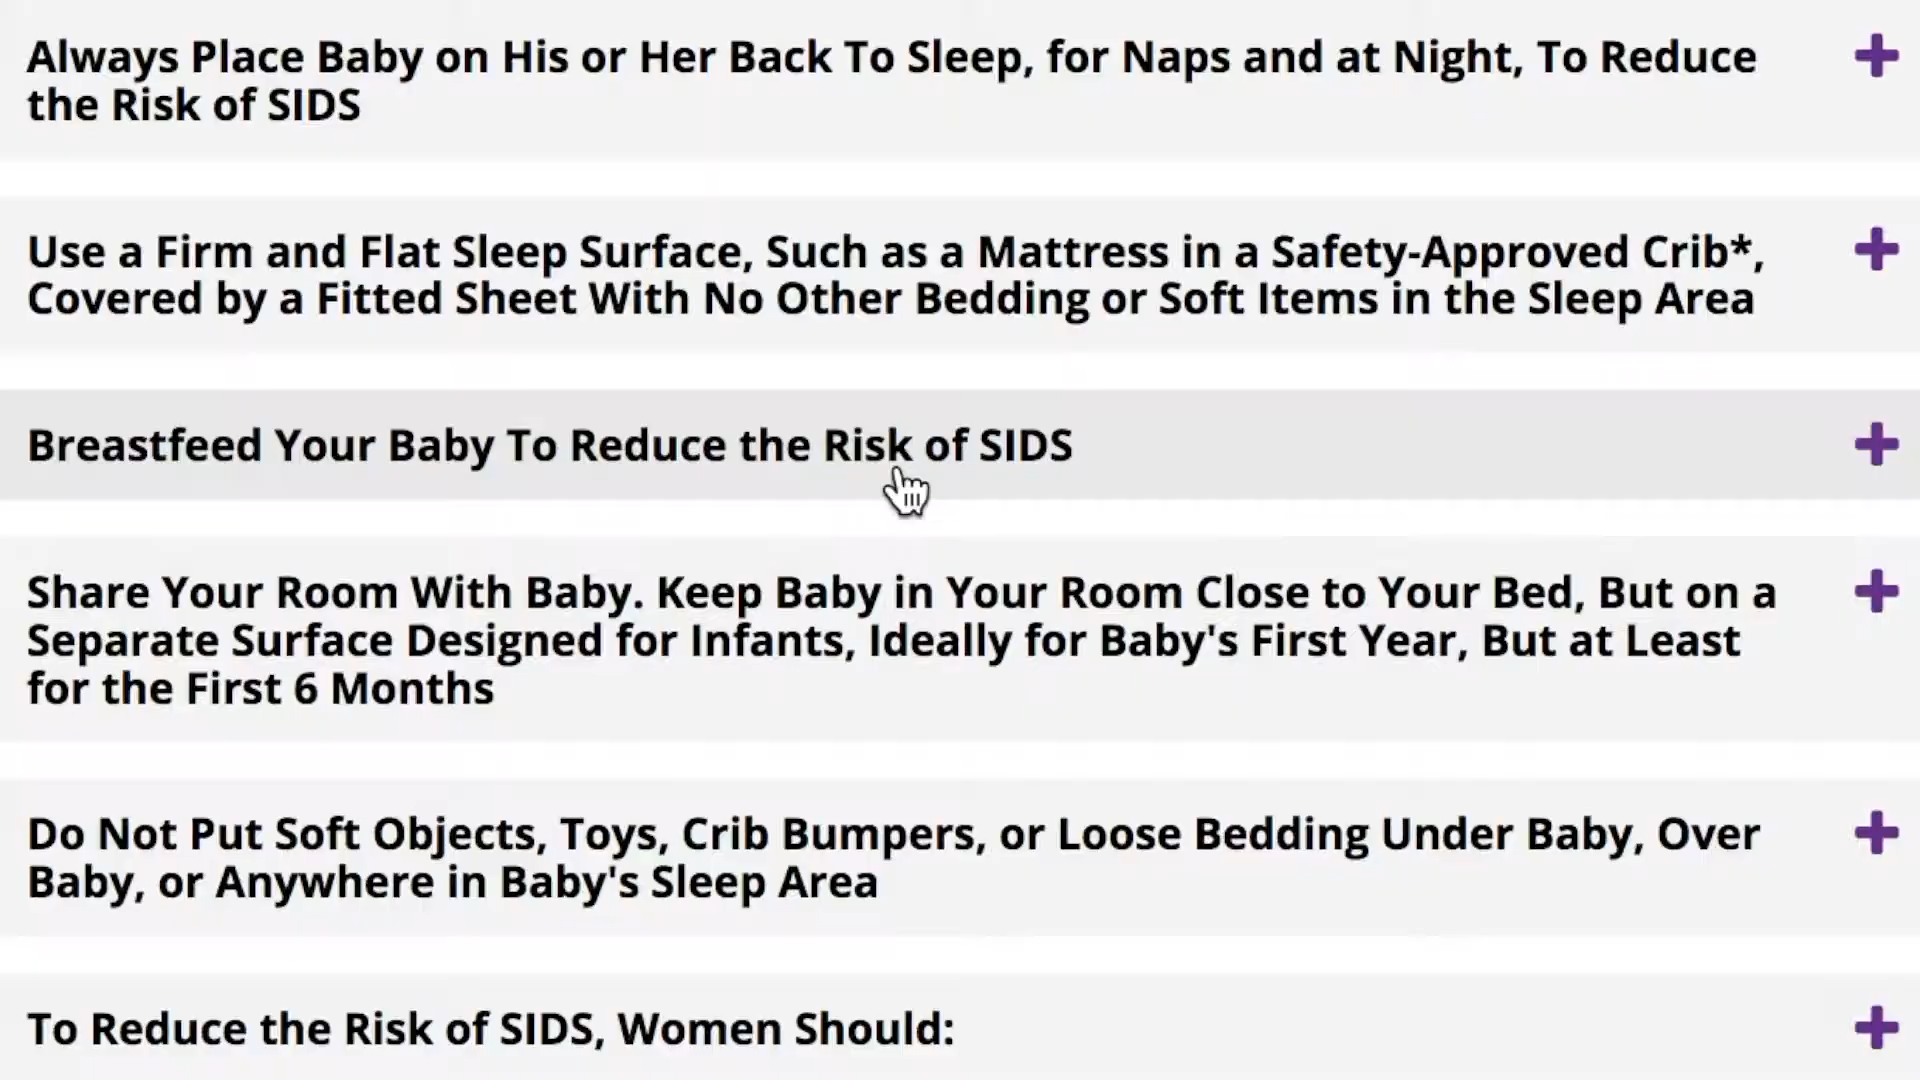 Always Place Baby on His or Her Back To Sleep, for Naps and at Night, To Reduce
the Risk of SIDS
Use a Firm and Flat Sleep Surface, Such as a Mattress in a Safety-Approved Crib*,
Covered by a Fitted Sheet With No Other Bedding or Soft Items in the Sleep Area
Breastfeed Your Baby To Reduce the Risk of SIDS
Share Your Room With Baby. Keep Baby in Your Room Close to Your Bed, But on a
Separate Surface Designed for Infants, Ideally for Baby's First Year, But at Least
for the First 6 Months
Do Not Put Soft Objects, Toys, Crib Bumpers, or Loose Bedding Under Baby, Over
Baby, or Anywhere in Baby's Sleep Area
To Reduce the Risk of SIDS, Women Should: